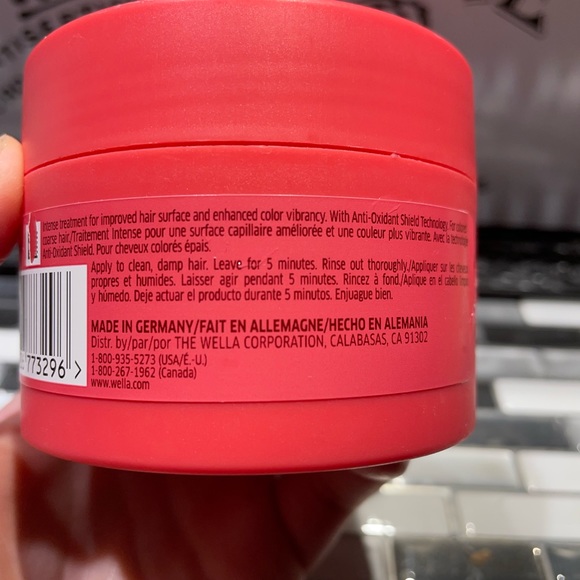 Intense treatment for improved hair surface and enhanced color vibrancy. With Anti-Oxidant Shield Technology. For colored
coarse hair./Traitement Intense pour une surface capillaire améliorée et une couleur plus vibrante. Avec la technologie
Anti-Oxidant Shield. Pour cheveux colorés épais.
Apply to clean, damp hair. Leave for 5 minutes. Rinse out thoroughly./Appliquer sur les cheveux
propres et humides. Laisser agir pendant 5 minutes. Rincez à fond./Aplique en el cabello limpio
y húmedo. Deje actuar el producto durante 5 minutos. Enjuague bien.
MADE IN GERMANY/FAIT EN ALLEMAGNE/HECHO EN ALEMANIA
Distr. by/par/por THE WELLA CORPORATION, CALABASAS, CA 91302
1-800-935-5273 (USA/É.-U.)
1-800-267-1962 (Canada)
www.wella.com
773296 >